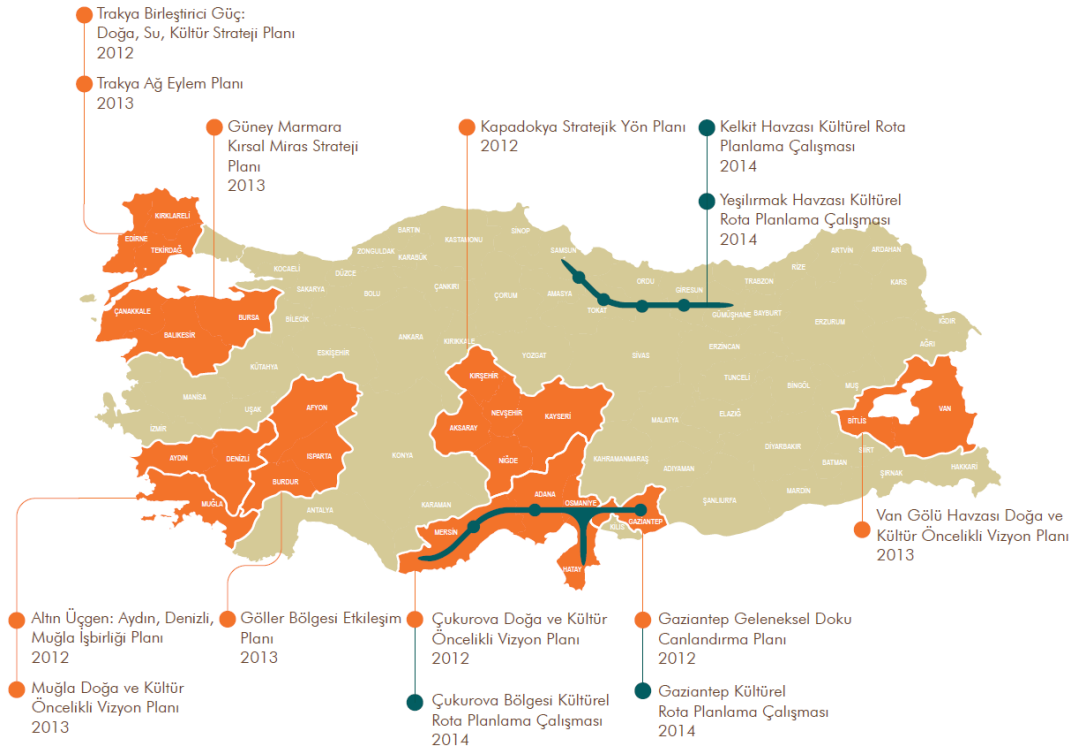 Trakya Birleştirici Güç:
Doğa, Su, Kültür Strateji Planı
2012
Trakya Ağ Eylem Planı
2013
Güney Marmara
Kırsal Miras Strateji
Planı
2013
Kapadokya Stratejik Yön Planı
2012
Kelkit Havzası Kültürel Rota
Planlama Çalışması
2014
Yeşilırmak Havzası Kültürel
Rota Planlama Çalışması
2014
KIRKLARELİ
EDİRNE
TEKİRDAĞ
ÇANAKKALE
BALIKESİR
BURSA
KOCAELİ
SAKARYA
BİLECİK
DÜZCE
BOLU
ZONGULDAK
BARTIN
KARABÜK
KASTAMONU
SİNOP
ÇANKIRI
ÇORUM
SAMSUN
AMASYA
TOKAT
ORDU
GİRESUN
GÜMÜŞHANE
TRABZON
BAYBURT
RİZE
ARTVİN
ARDAHAN
KARS
IĞDIR
AĞRI
ERZURUM
ERZİNCAN
KÜTAHYA
ESKİŞEHİR
ANKARA
KIRIKKALE
YOZGAT
SİVAS
TUNCELİ
BİNGÖL
MUŞ
BİTLİS
VAN
MANİSA
UŞAK
İZMİR
AFYON
ISPARTA
BURDUR
AYDIN
DENİZLİ
MUĞLA
ANTALYA
KONYA
KARAMAN
KIRŞEHİR
NEVŞEHİR
KAYSERİ
AKSARAY
NİĞDE
MERSİN
ADANA
OSMANİYE
HATAY
KAHRAMANMARAŞ
GAZİANTEP
KİLİS
MALATYA
ELAZIĞ
ADIYAMAN
ŞANLIURFA
DİYARBAKIR
BATMAN
MARDİN
SİİRT
ŞIRNAK
HAKKARİ
Van Gölü Havzası Doğa ve
Kültür Öncelikli Vizyon Planı
2013
Altın Üçgen: Aydın, Denizli,
Muğla İşbirliği Planı
2012
Muğla Doğa ve Kültür
Öncelikli Vizyon Planı
2013
Göller Bölgesi Etkileşim
Planı
2013
Çukurova Doğa ve Kültür
Öncelikli Vizyon Planı
2012
Çukurova Bölgesi Kültürel
Rota Planlama Çalışması
2014
Gaziantep Geleneksel Doku
Canlandırma Planı
2012
Gaziantep Kültürel
Rota Planlama Çalışması
2014